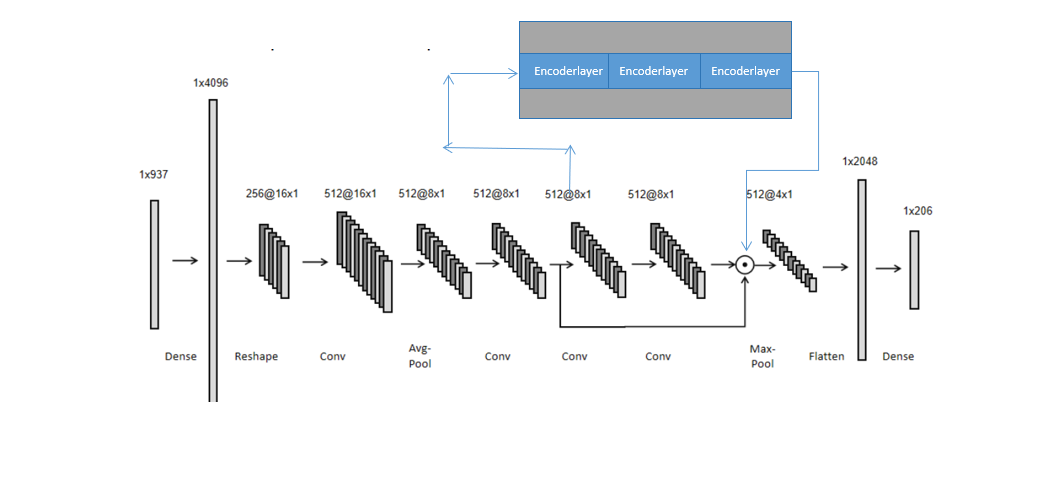 Encoderlayer Encoderlayer Encoderlayer
1x4096
1x937
1x2048
256@16x1 512@16x1 512@8x1 512@8x1 512@8x1 512@8x1 512@4x1
1x206
Dense Reshape Conv Avg- Conv Conv Conv Max- Flatten Dense
Pool Pool